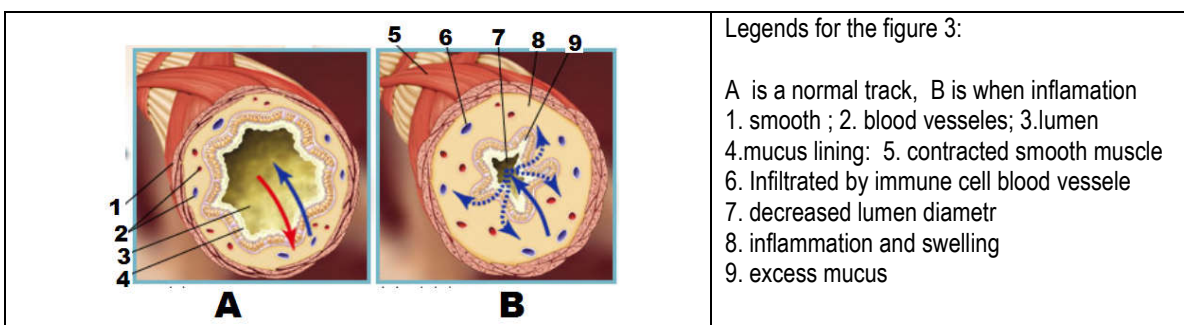 5 6 7 8 9
1
2
3
4
A B
Legends for the figure 3:
A is a normal track, B is when inflamation
1. smooth ; 2. blood vesseles; 3.lumen
4.mucus lining: 5. contracted smooth muscle
6. Infiltrated by immune cell blood vessele
7. decreased lumen diametr
8. inflammation and swelling
9. excess mucus